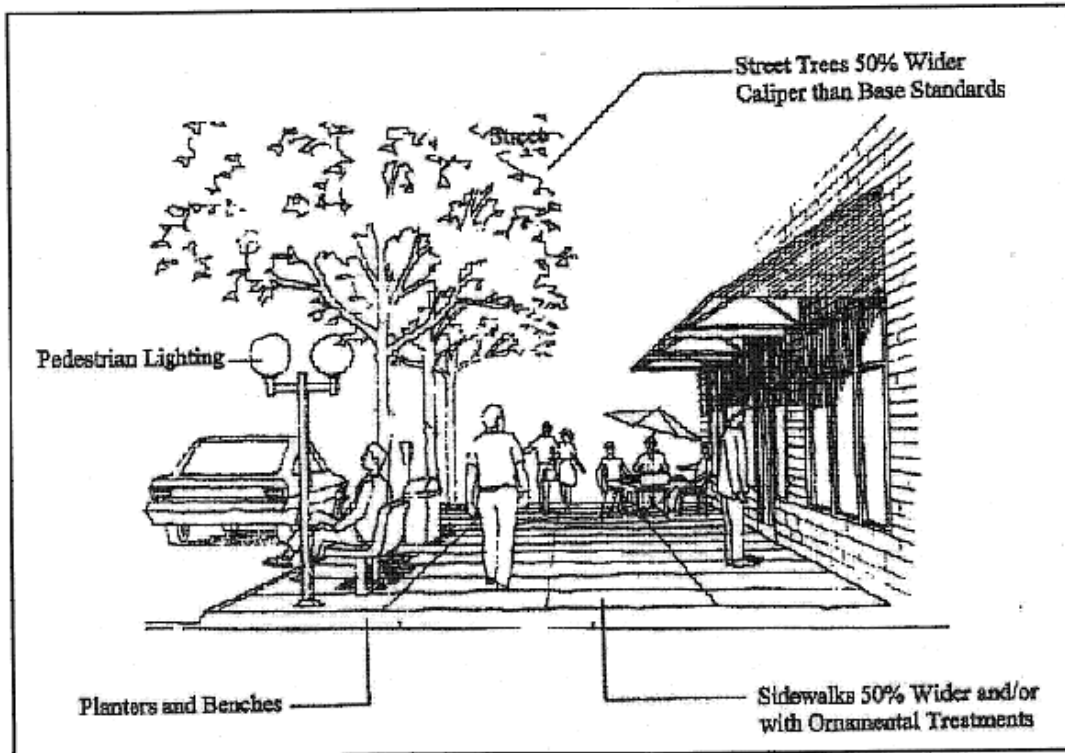 Street Trees 50% Wider
Caliper than Base Standards
Street
Pedestrian Lighting
Planters and Benches
Sidewalks 50% Wider and/or
with Ornamental Treatments